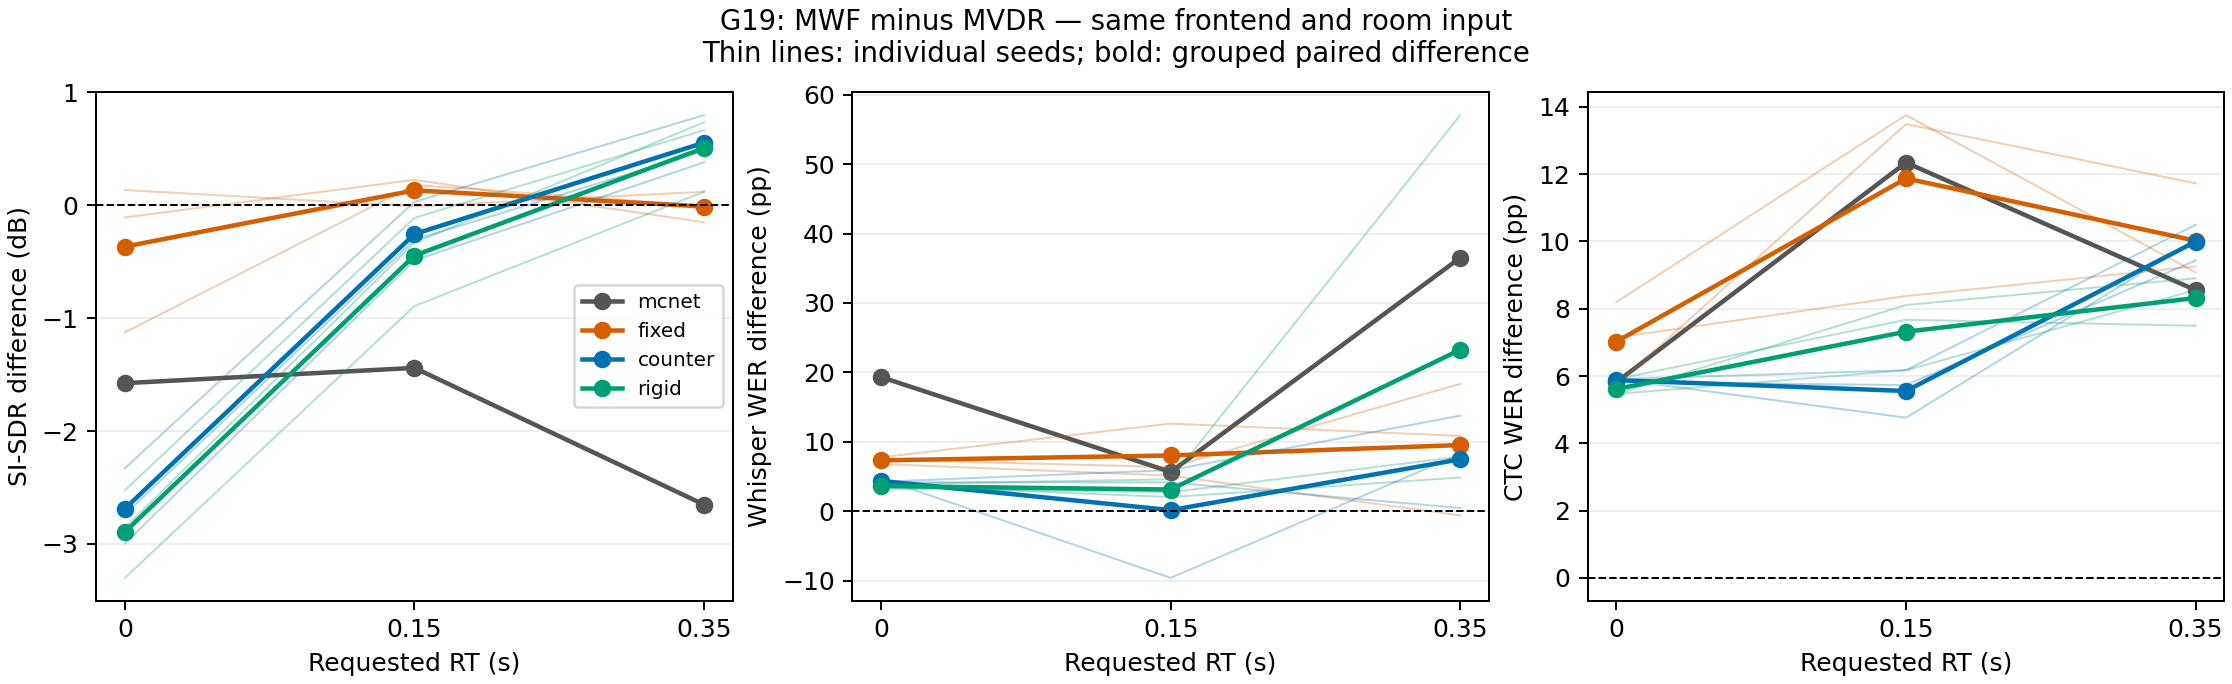 G19: MWF minus MVDR — same frontend and room input
Thin lines: individual seeds; bold: grouped paired difference
SI-SDR difference (dB)
1
0
−1
−2
−3
mcnet
fixed
counter
rigid
0
0.15
0.35
Requested RT (s)
Whisper WER difference (pp)
60
50
40
30
20
10
0
−10
0
0.15
0.35
Requested RT (s)
CTC WER difference (pp)
14
12
10
8
6
4
2
0
0
0.15
0.35
Requested RT (s)